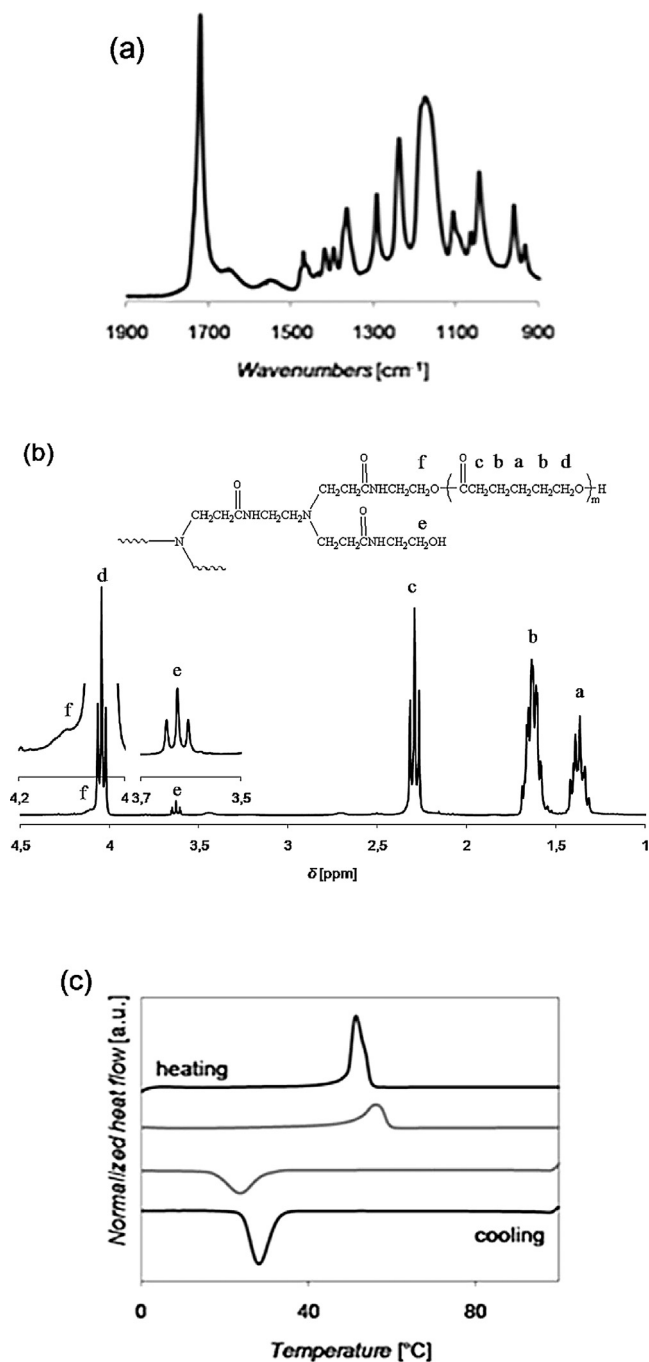 (a)
1900 1700 1500 1300 1100 900
Wavenumbers [cm⁻¹]
(b)
O O f O c b a b d
CH₂CH₂CNHCH₂CH₂O CCH₂CH₂CH₂CH₂CH₂O H
m
O
CH₂CH₂CNHCH₂CH₂N O e
N CH₂CH₂CNHCH₂CH₂OH
d c
b
e
a
f
4,2 4 3,7 3,5
f e
4,5 4 3,5 3 2,5 2 1,5 1
δ [ppm]
(c)
Normalized heat flow [a.u.]
heating
cooling
0 40 80
Temperature [°C]